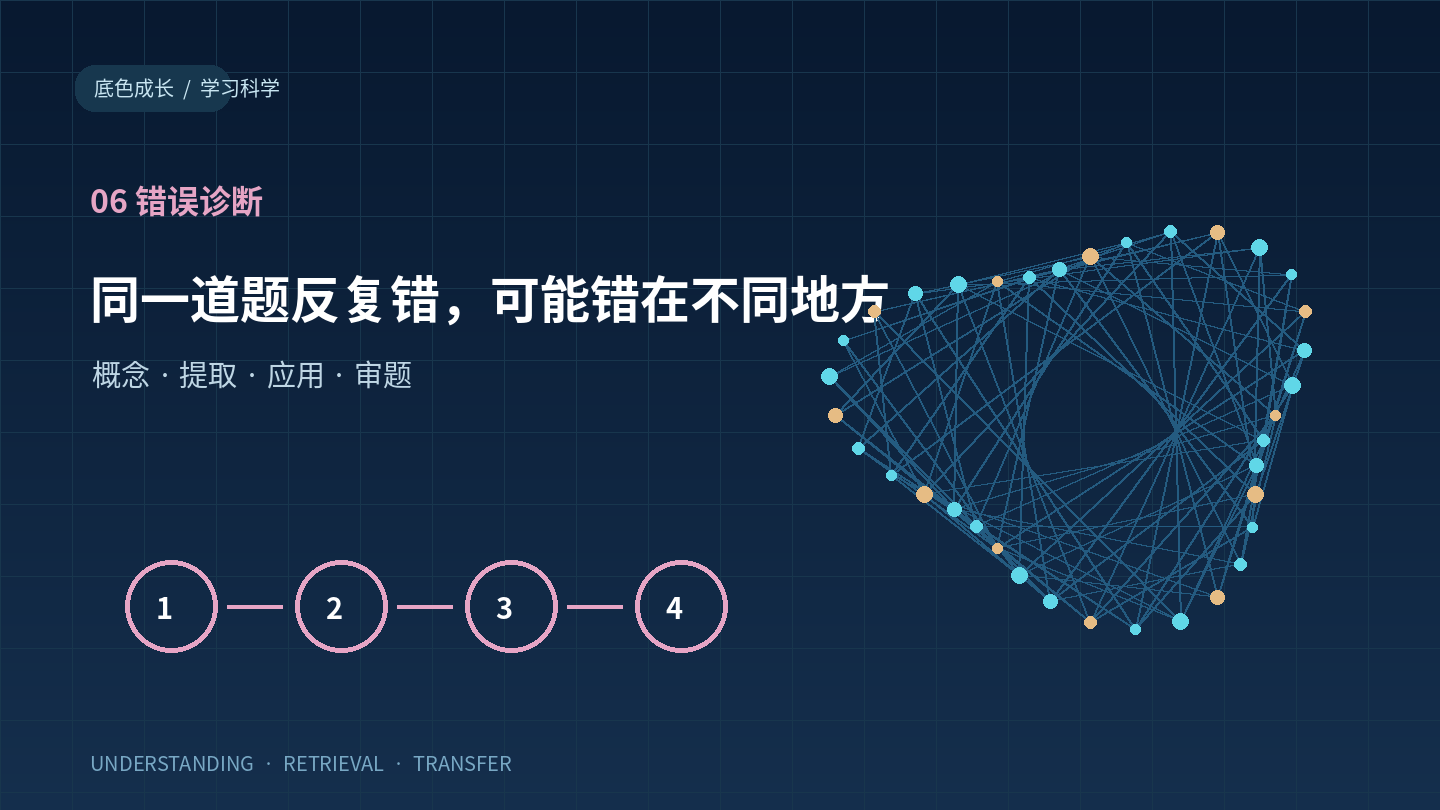 底色成长 / 学习科学
06 错误诊断
同一道题反复错，可能错在不同地方
概念 · 提取 · 应用 · 审题
1 2 3 4
UNDERSTANDING · RETRIEVAL · TRANSFER